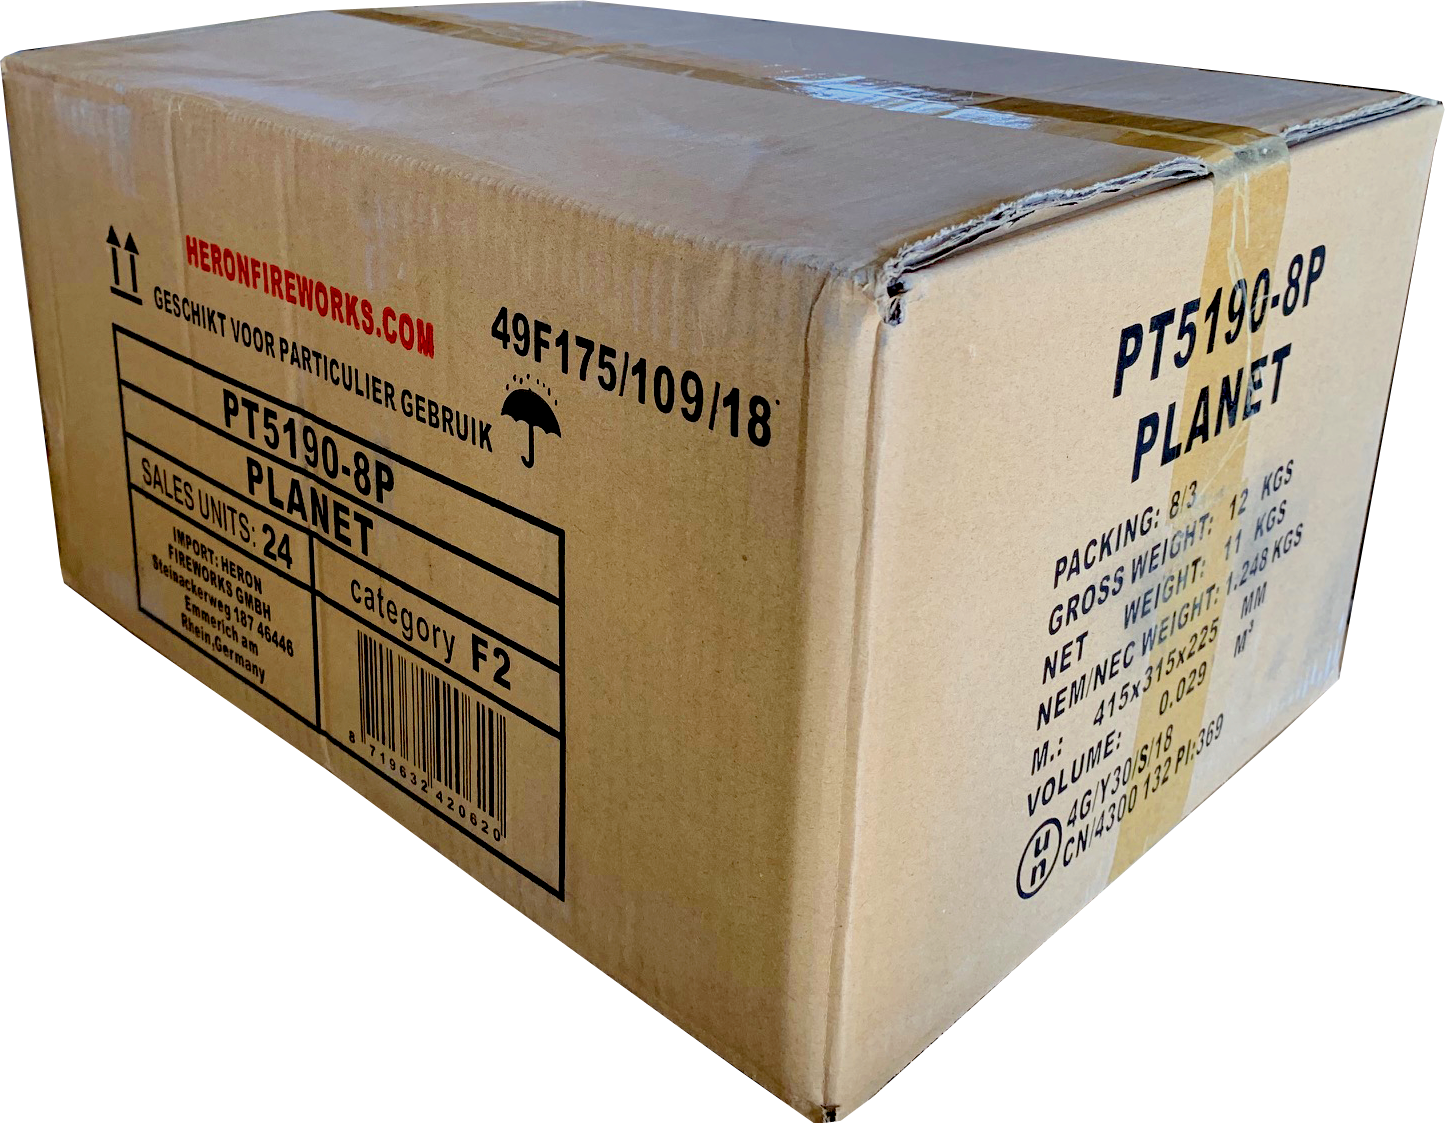 HERONFIREWORKS.COM
GESCHIKT VOOR PARTICULIER GEBRUIK
49F175/109/18
PT5190-8P
PLANET
SALES UNITS: 24
IMPORT: HERON
FIREWORKS GMBH
Steinackerweg 187 46446
Emmerich am
Rhein,Germany
category F2
8 719632 420620
PT5190-8P
PLANET
PACKING: 8/3
GROSS WEIGHT: 12 KGS
NET WEIGHT: 11 KGS
NEM/NEC WEIGHT: 1.248 KGS
M.: 415x315x225 MM
VOLUME: 0.029 M³
un
4G/Y30/S/18
CN/4300 132 PI:369